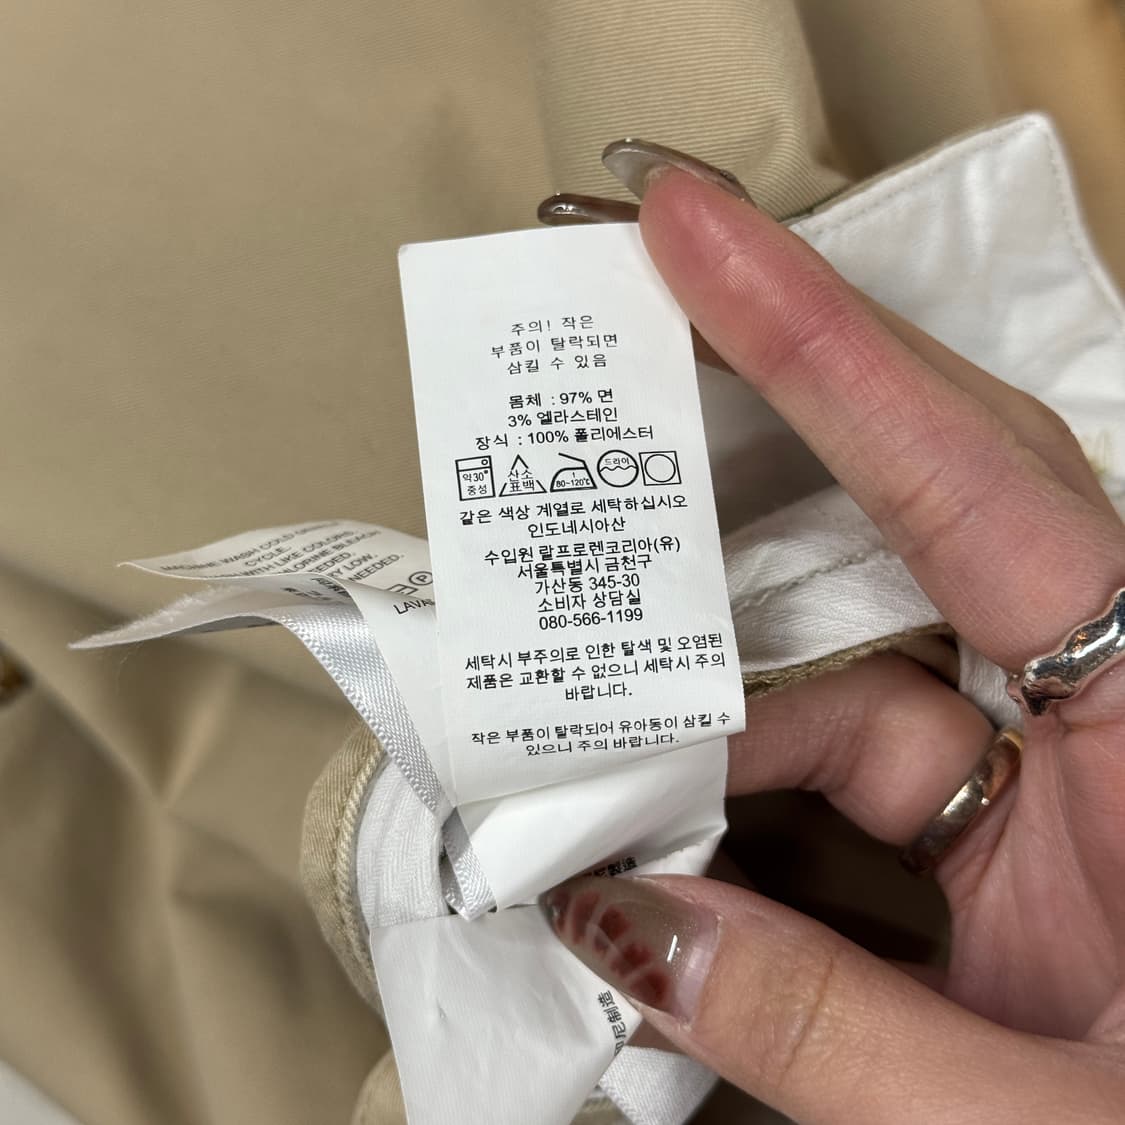 주의! 작은
부품이 탈락되면
삼킬 수 있음
몸체 : 97% 면
3% 엘라스테인
장식 : 100% 폴리에스터
약30°
중성
산소
표백
1
80~120℃
드라이
같은 색상 계열로 세탁하십시오
인도네시아산
수입원 랄프로렌코리아(유)
서울특별시 금천구
가산동 345-30
소비자 상담실
080-566-1199
세탁시 부주의로 인한 탈색 및 오염된
제품은 교환할 수 없으니 세탁시 주의
바랍니다.
작은 부품이 탈락되어 유아동이 삼킬 수
있으니 주의 바랍니다.
MACHINE WASH COLD
CYCLE
WITH LIKE COLORS
BLEACH
LOW.
P
製造
尼制造